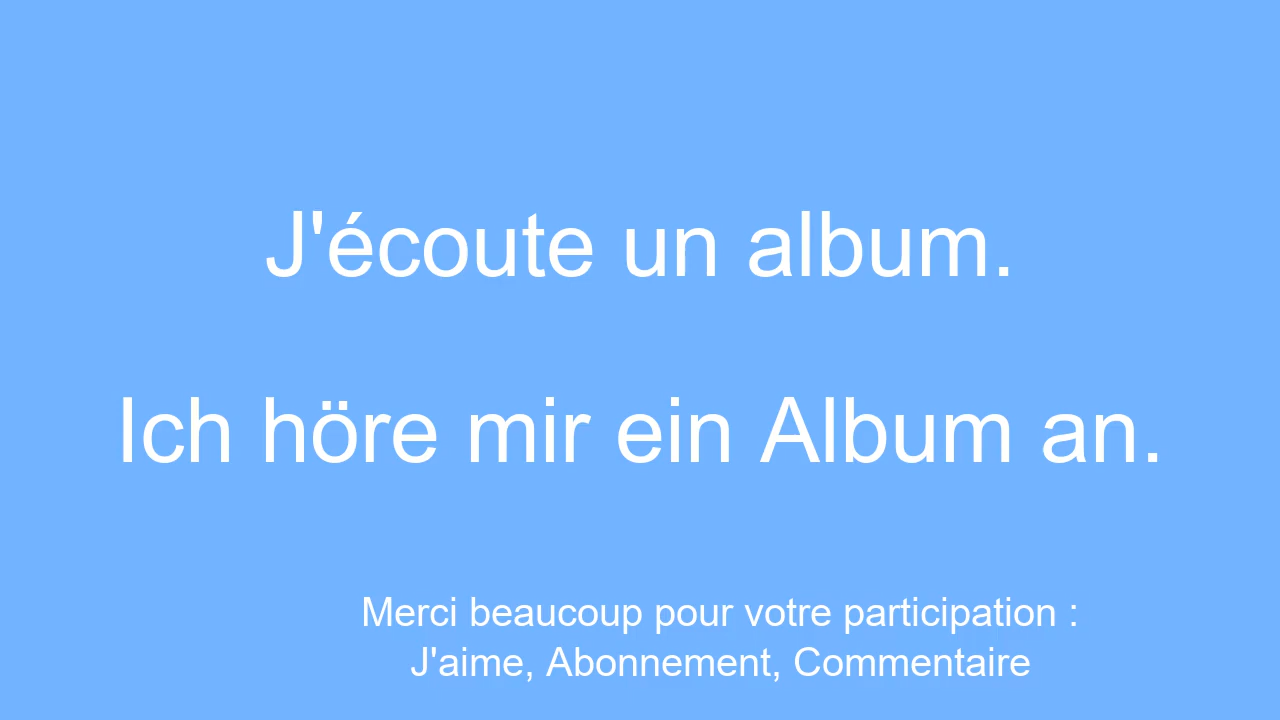 J'écoute un album.
Ich höre mir ein Album an.
Merci beaucoup pour votre participation :
J'aime, Abonnement, Commentaire